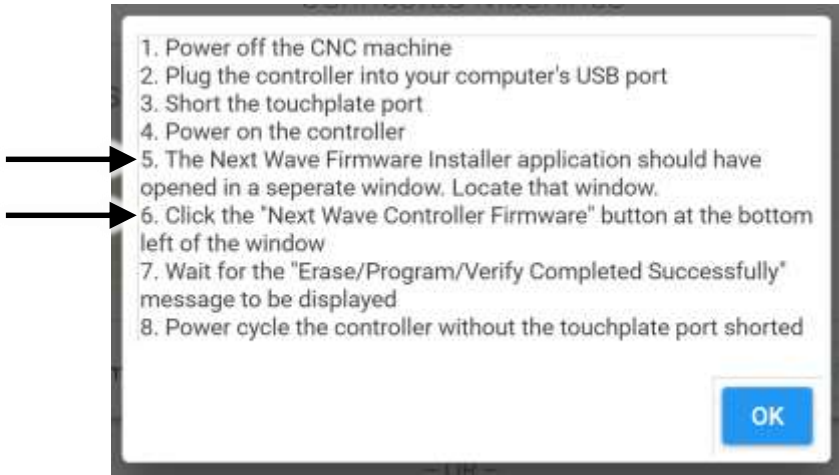 1. Power off the CNC machine
2. Plug the controller into your computer's USB port
3. Short the touchplate port
4. Power on the controller
5. The Next Wave Firmware Installer application should have
opened in a seperate window. Locate that window.
6. Click the "Next Wave Controller Firmware" button at the bottom
left of the window
7. Wait for the "Erase/Program/Verify Completed Successfully"
message to be displayed
8. Power cycle the controller without the touchplate port shorted
OK